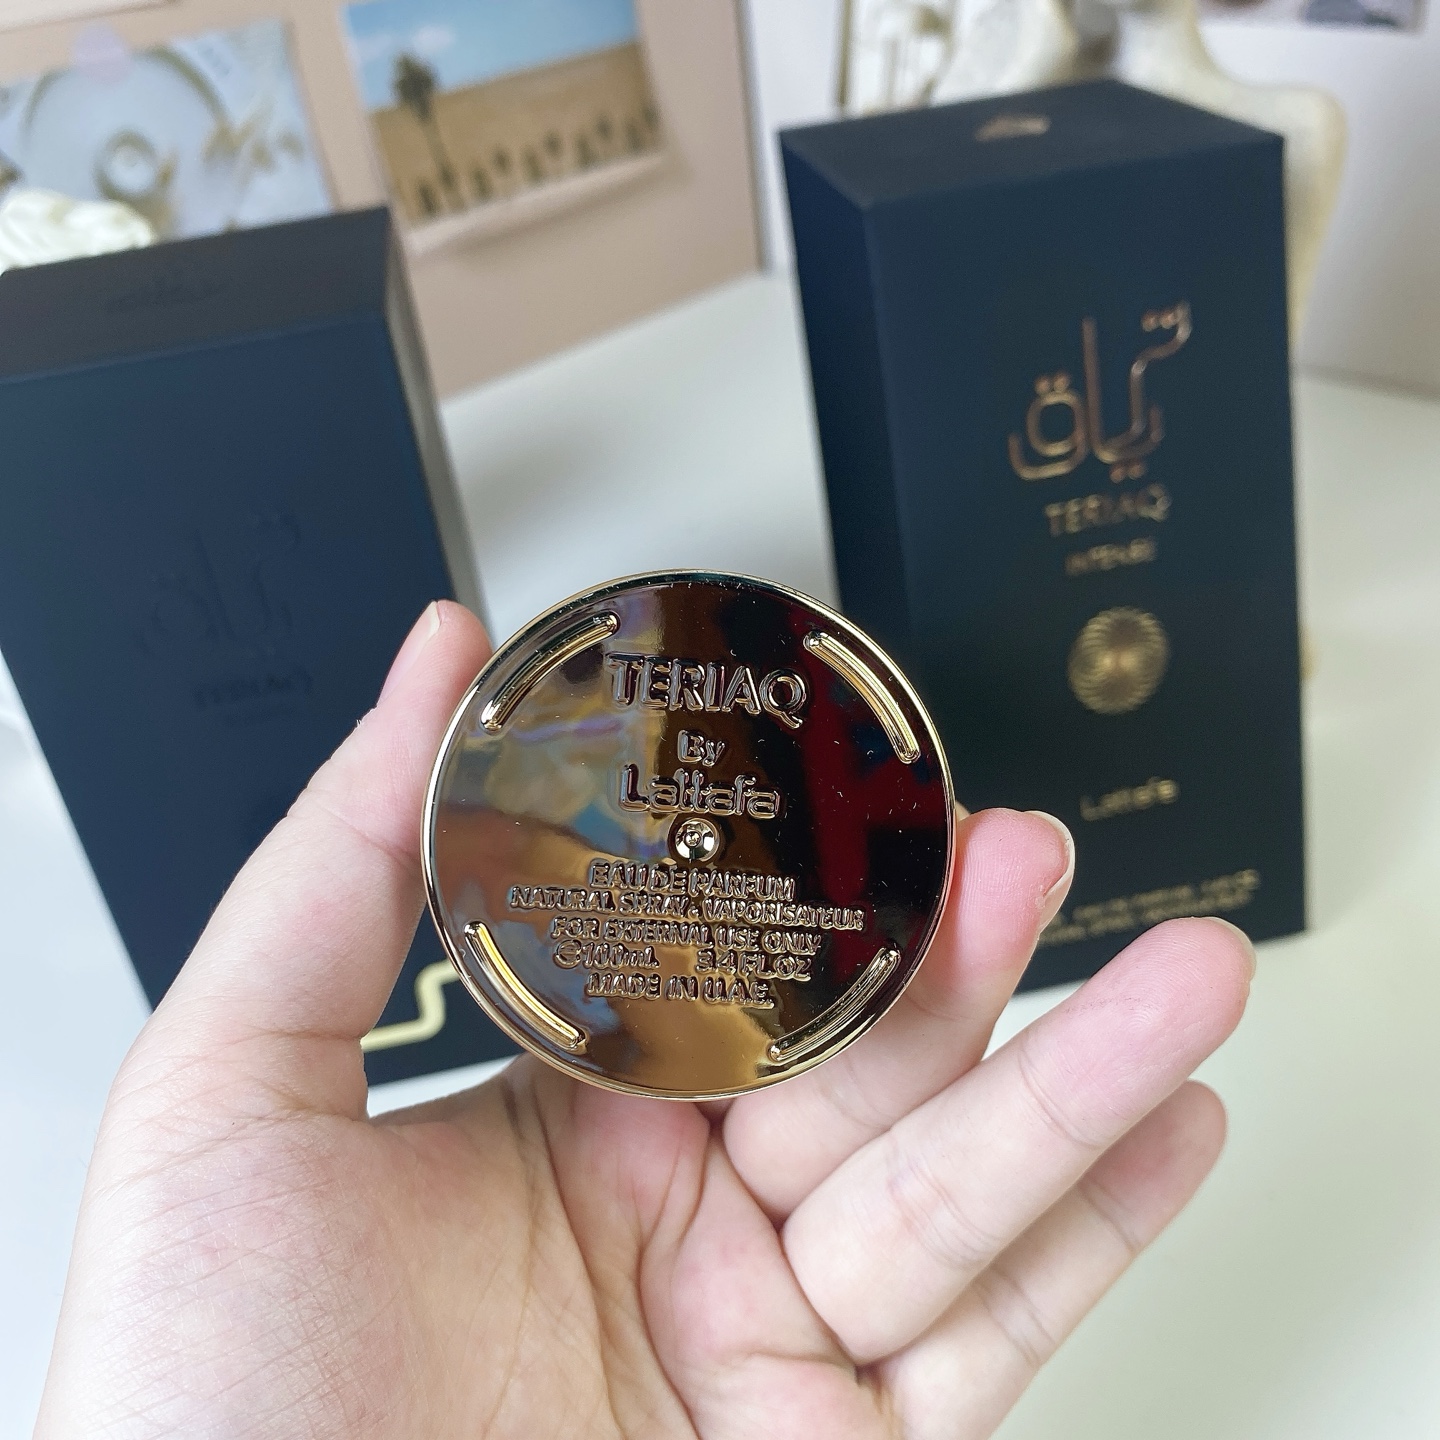 TERIAQ
By
Lattafa
EAU DE PARFUM
NATURAL SPRAY & VAPORISATEUR
FOR EXTERNAL USE ONLY
℮100mL 3.4 FL.OZ
MADE IN U.A.E.
ترياق
TERIAQ
INTENSE
Lattafa
ترياق
TERIAQ